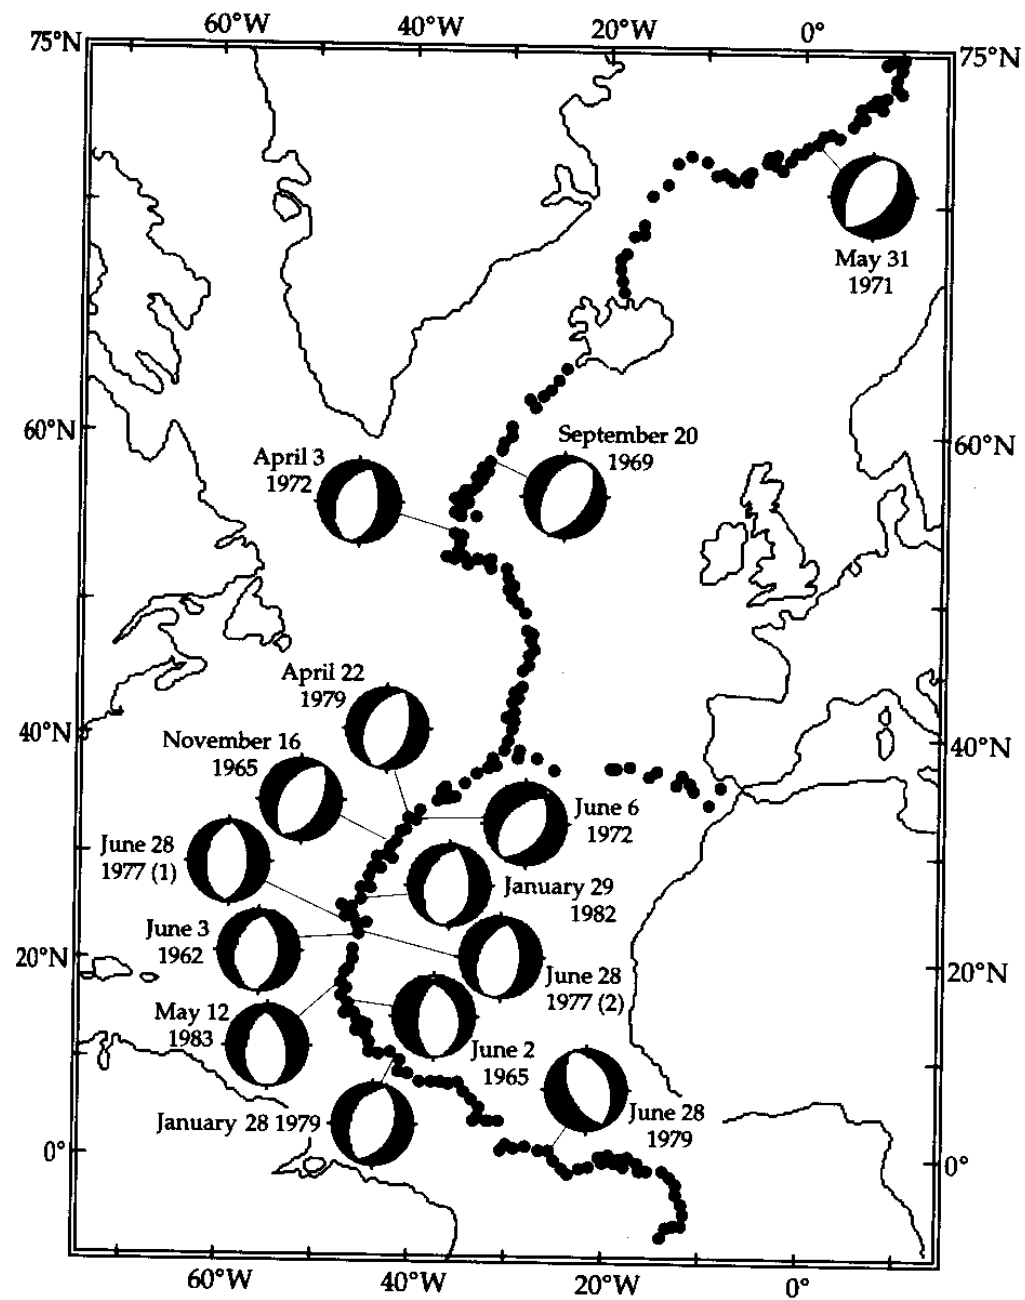 60°W 40°W 20°W 0°
75°N 75°N
May 31
1971
60°N 60°N
September 20
1969
April 3
1972
April 22
1979
40°N 40°N
November 16
1965
June 6
1972
June 28
1977 (1)
January 29
1982
June 3
1962
20°N 20°N
June 28
1977 (2)
May 12
1983
June 2
1965
January 28 1979
June 28
1979
0° 0°
60°W 40°W 20°W 0°